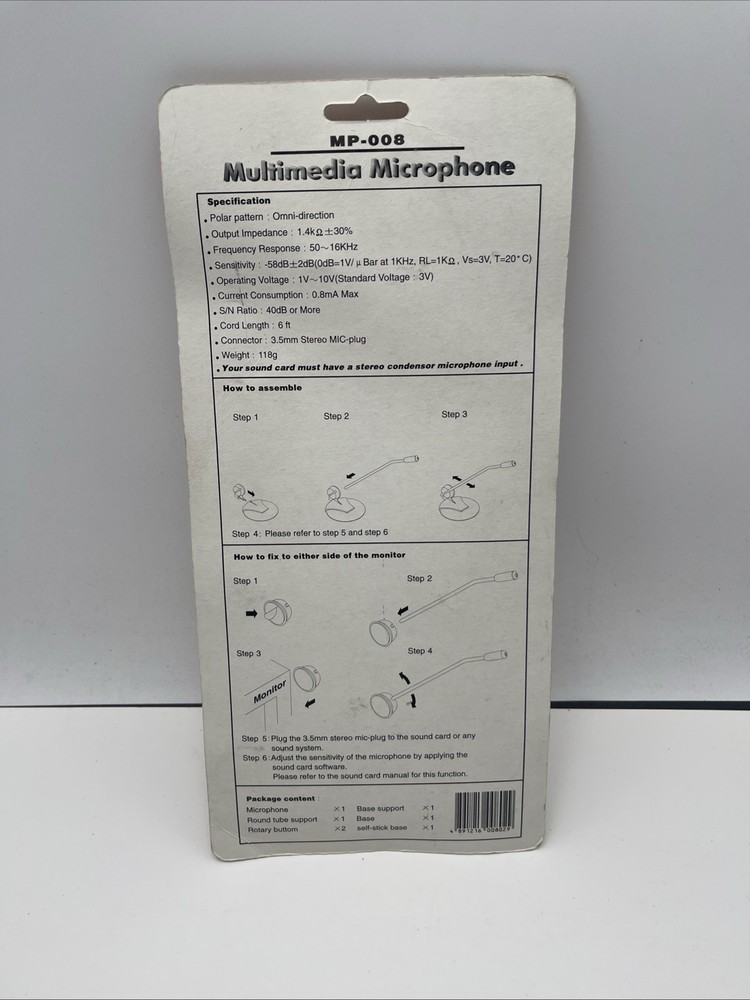 MP-008
Multimedia Microphone
Specification
. Polar pattern : Omni-direction
. Output Impedance : 1.4kΩ±30%
. Frequency Response : 50~16KHz
. Sensitivity : -58dB±2dB(0dB=1V/ μ Bar at 1KHz, RL=1KΩ , Vs=3V, T=20°C)
. Operating Voltage : 1V~10V(Standard Voltage : 3V)
. Current Consumption : 0.8mA Max
. S/N Ratio : 40dB or More
. Cord Length : 6 ft
. Connector : 3.5mm Stereo MIC-plug
. Weight : 118g
. Your sound card must have a stereo condensor microphone input .
How to assemble
Step 1 Step 2 Step 3
Step 4: Please refer to step 5 and step 6
How to fix to either side of the monitor
Step 1 Step 2
Step 3 Step 4
Monitor
Step 5:Plug the 3.5mm stereo mic-plug to the sound card or any
sound system.
Step 6:Adjust the sensitivity of the microphone by applying the
sound card software.
Please refer to the sound card manual for this function.
Package content :
Microphone ×1 Base support ×1
Round tube support ×1 Base ×1
Rotary buttom ×2 self-stick base ×1